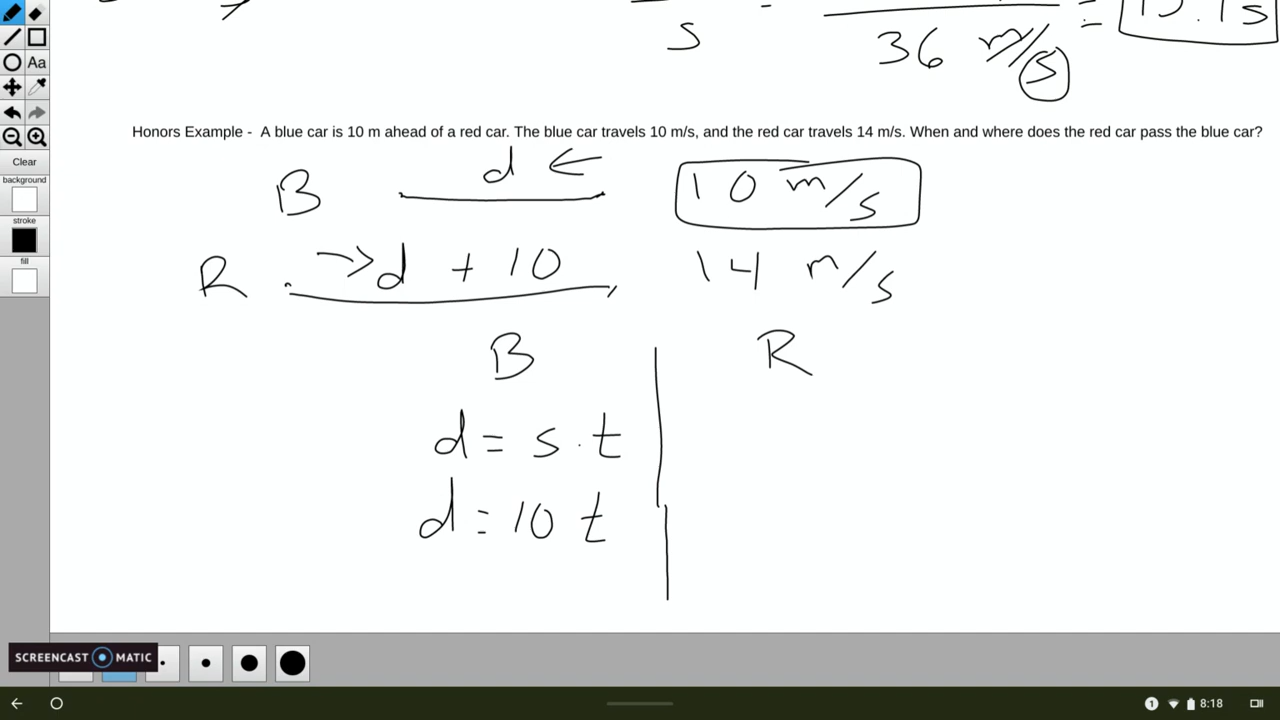 Aa
s - 36 m/s =
Honors Example - A blue car is 10 m ahead of a red car. The blue car travels 10 m/s, and the red car travels 14 m/s. When and where does the red car pass the blue car?
Clear
background
stroke
fill
B d ← 10 m/s
R → d + 10 14 m/s
B R
d = s · t
d = 10 t
SCREENCAST MATIC
1 8:18